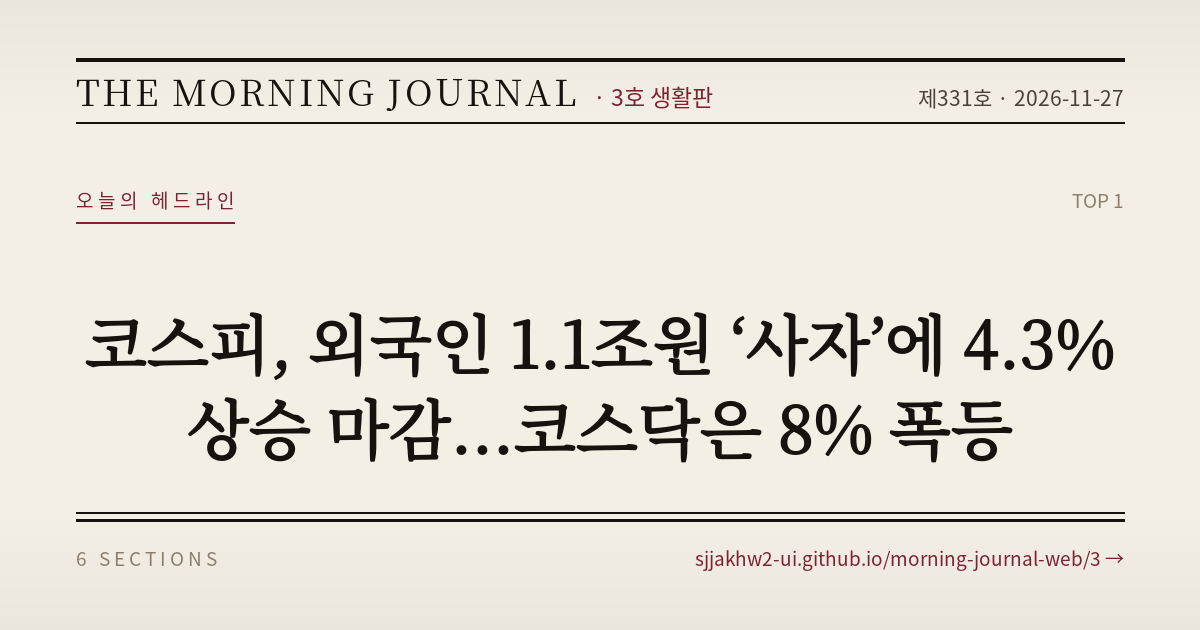 THE MORNING JOURNAL · 3호 생활판 제331호 · 2026-11-27
오늘의 헤드라인 TOP 1
코스피, 외국인 1.1조원 ‘사자’에 4.3%
상승 마감…코스닥은 8% 폭등
6 SECTIONS sjjakhw2-ui.github.io/morning-journal-web/3 →